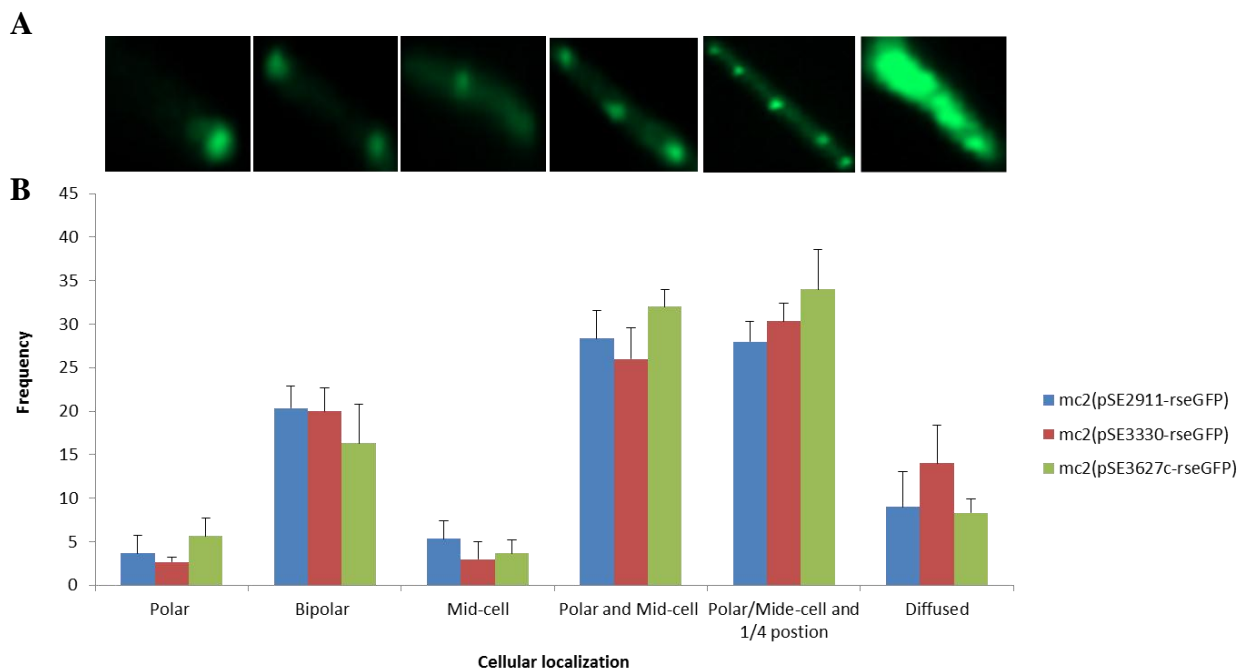 A
B
45
40
35
30
25
20
15
10
5
0
Frequency
Polar
Bipolar
Mid-cell
Polar and Mid-cell
Polar/Mide-cell and
1/4 postion
Diffused
Cellular localization
mc2(pSE2911-rseGFP)
mc2(pSE3330-rseGFP)
mc2(pSE3627c-rseGFP)